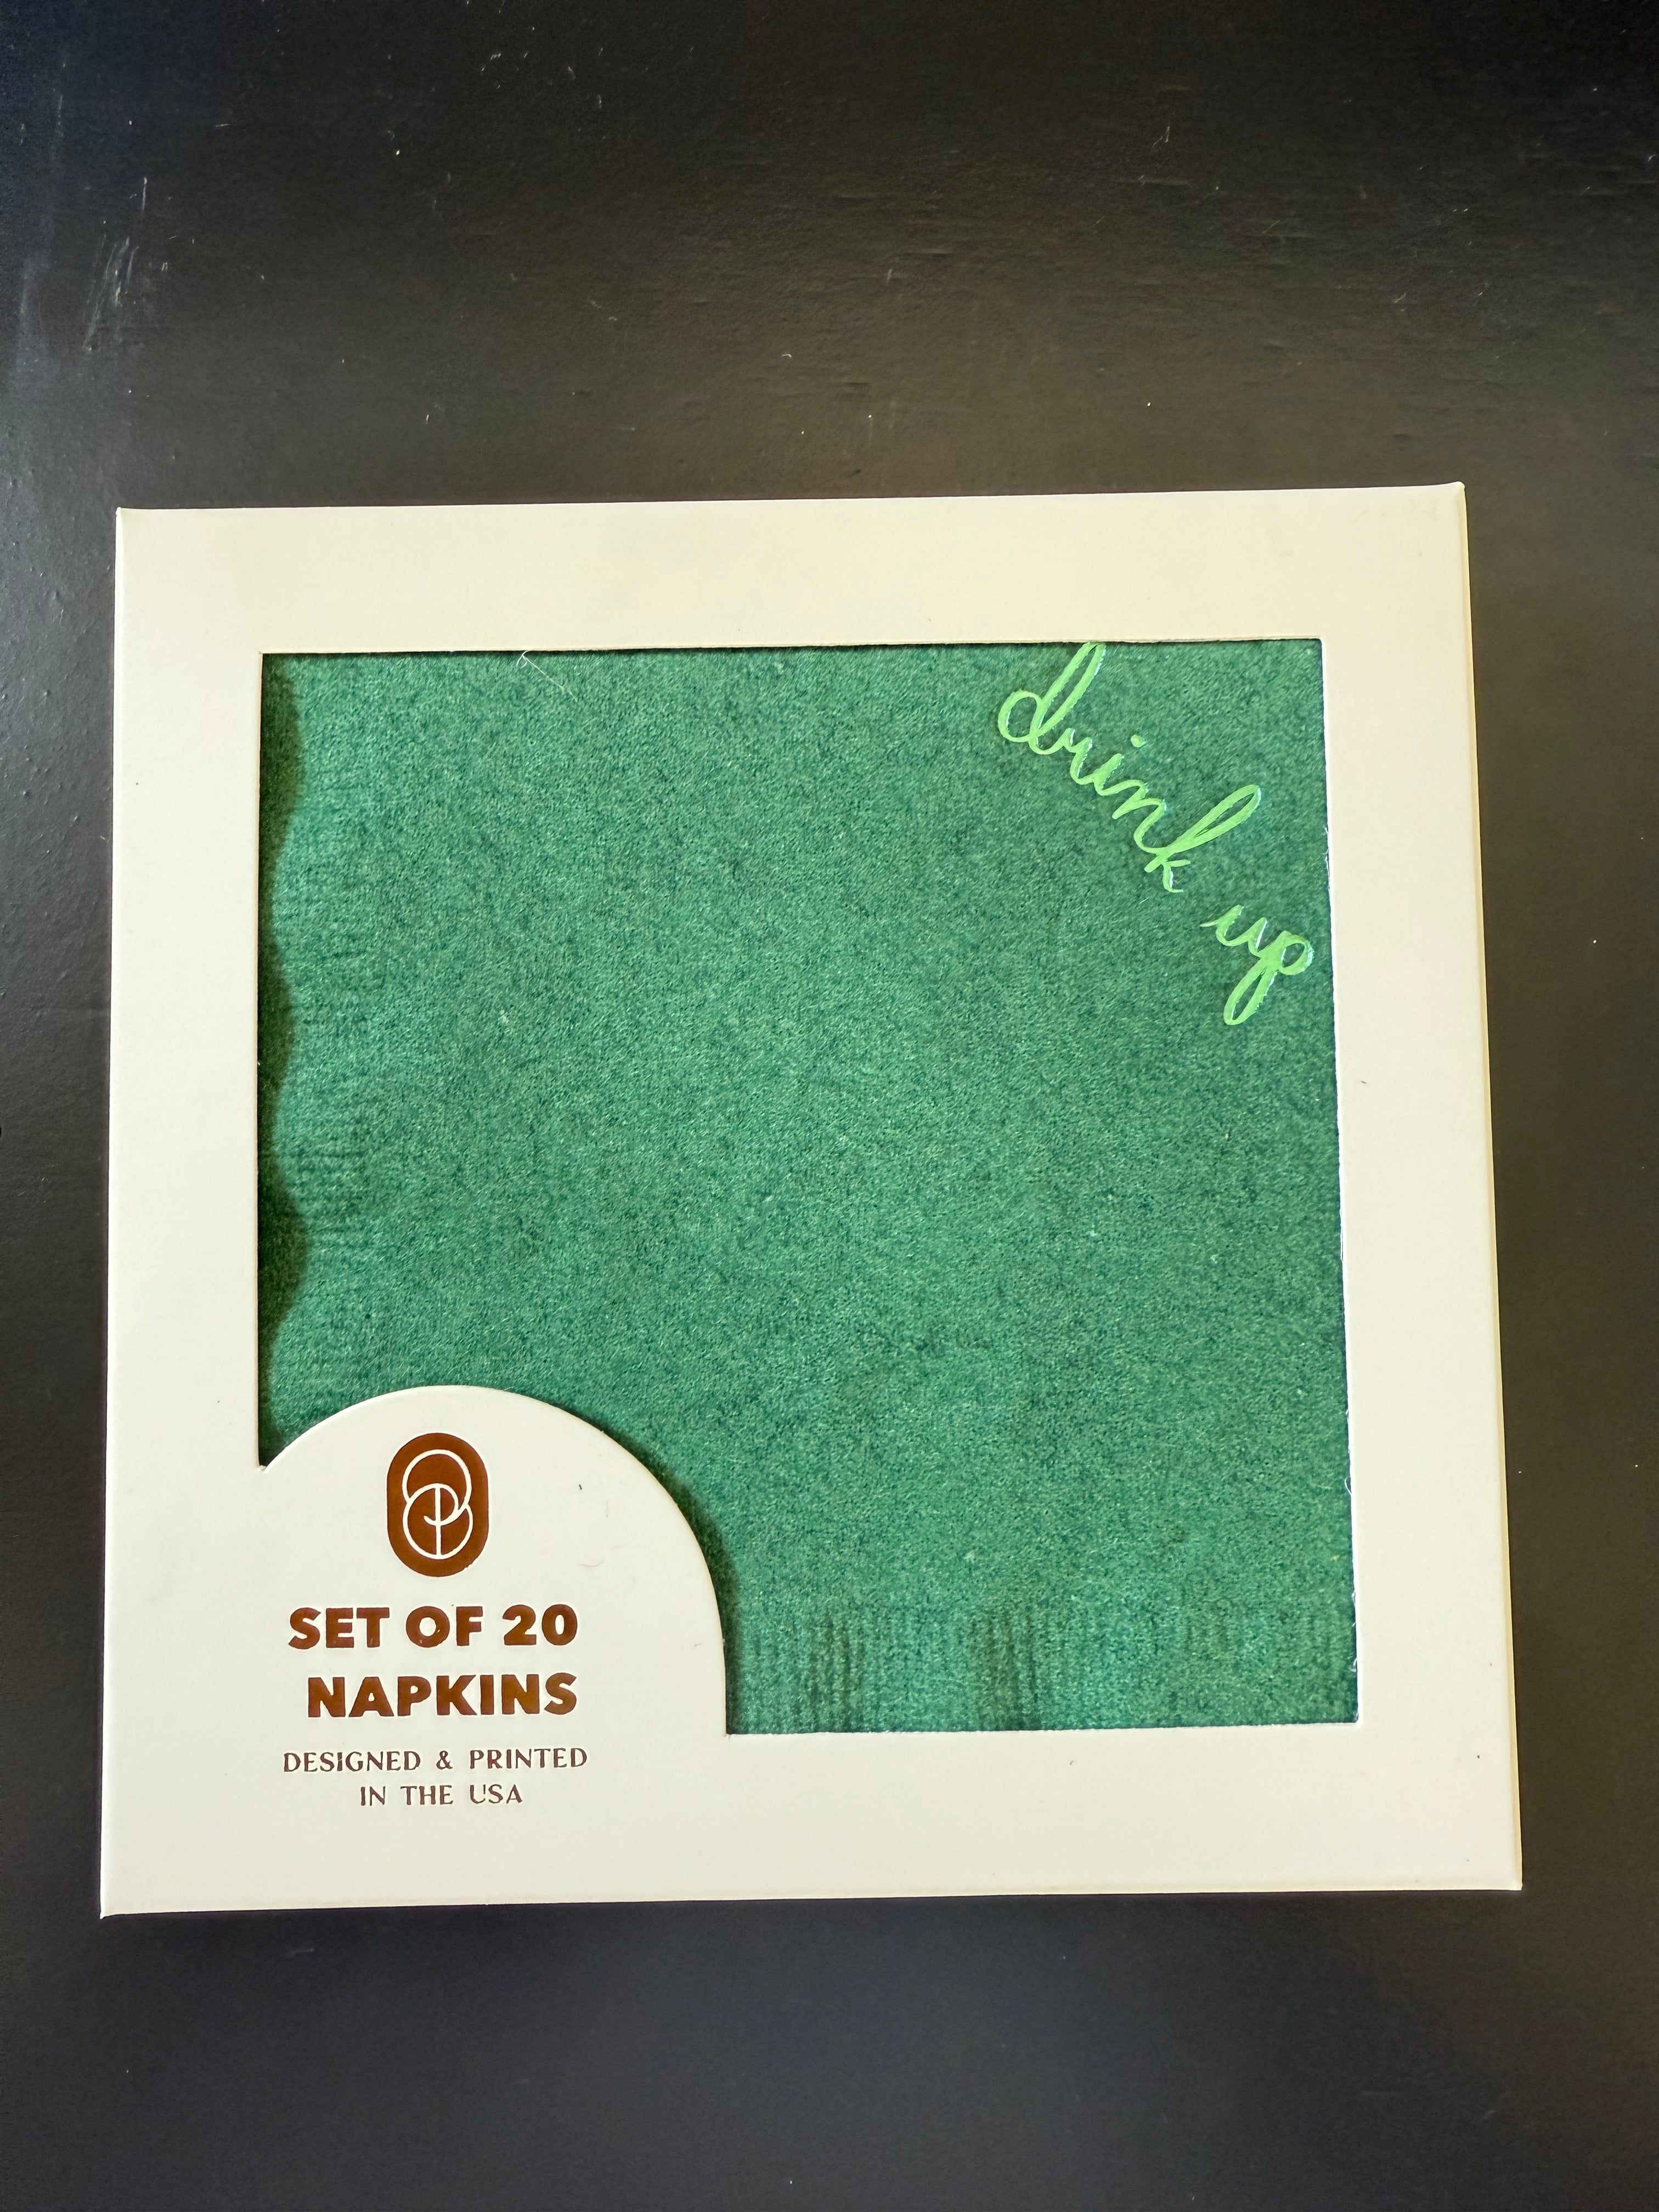 drink up
SET OF 20
NAPKINS
DESIGNED & PRINTED
IN THE USA